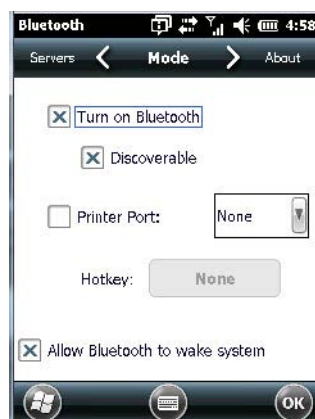 Bluetooth 4:58
Servers Mode About
Turn on Bluetooth
Discoverable
Printer Port: None
Hotkey: None
Allow Bluetooth to wake system
OK